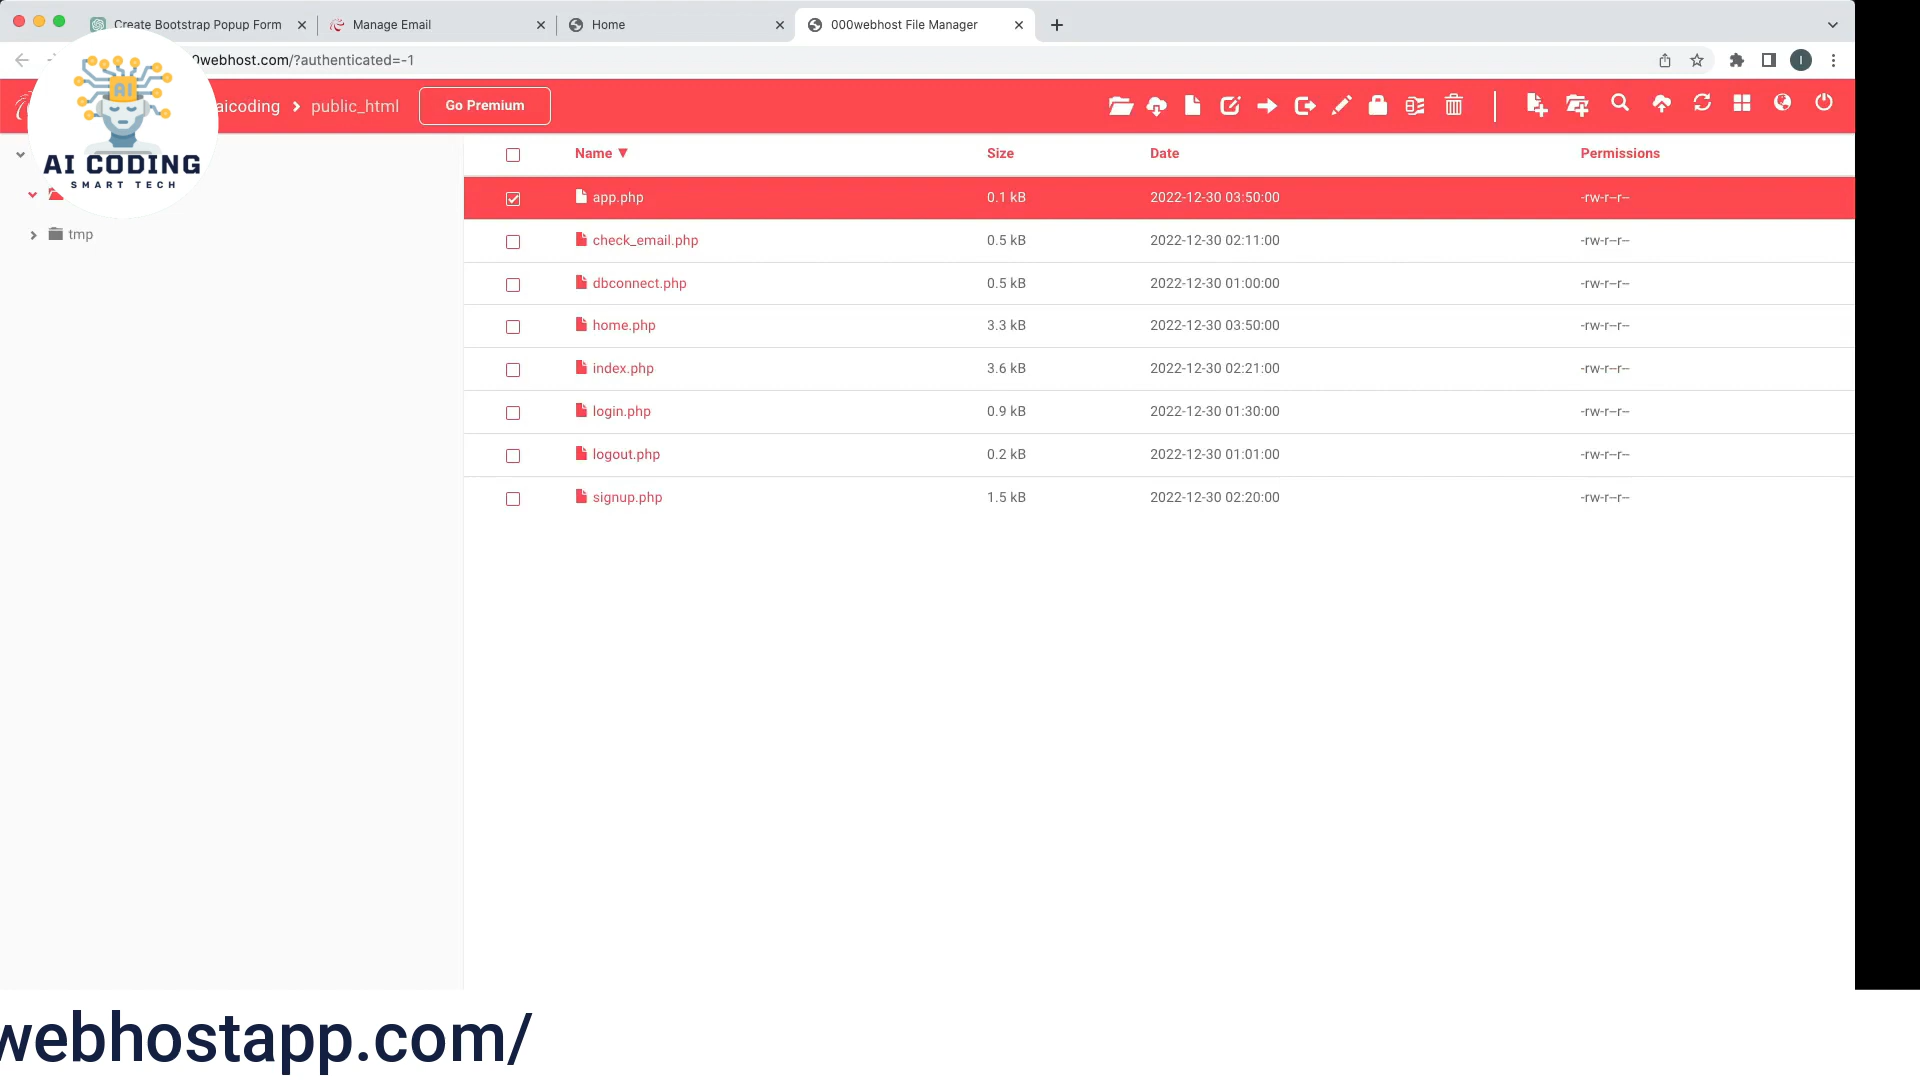 Create Bootstrap Popup Form
Manage Email
Home
000webhost File Manager
0webhost.com/?authenticated=-1
AI
AI CODING
SMART TECH
aicoding > public_html
Go Premium
Name ▼ Size Date Permissions
app.php 0.1 kB 2022-12-30 03:50:00 -rw-r--r--
check_email.php 0.5 kB 2022-12-30 02:11:00 -rw-r--r--
dbconnect.php 0.5 kB 2022-12-30 01:00:00 -rw-r--r--
home.php 3.3 kB 2022-12-30 03:50:00 -rw-r--r--
index.php 3.6 kB 2022-12-30 02:21:00 -rw-r--r--
login.php 0.9 kB 2022-12-30 01:30:00 -rw-r--r--
logout.php 0.2 kB 2022-12-30 01:01:00 -rw-r--r--
signup.php 1.5 kB 2022-12-30 02:20:00 -rw-r--r--
tmp
I
webhostapp.com/